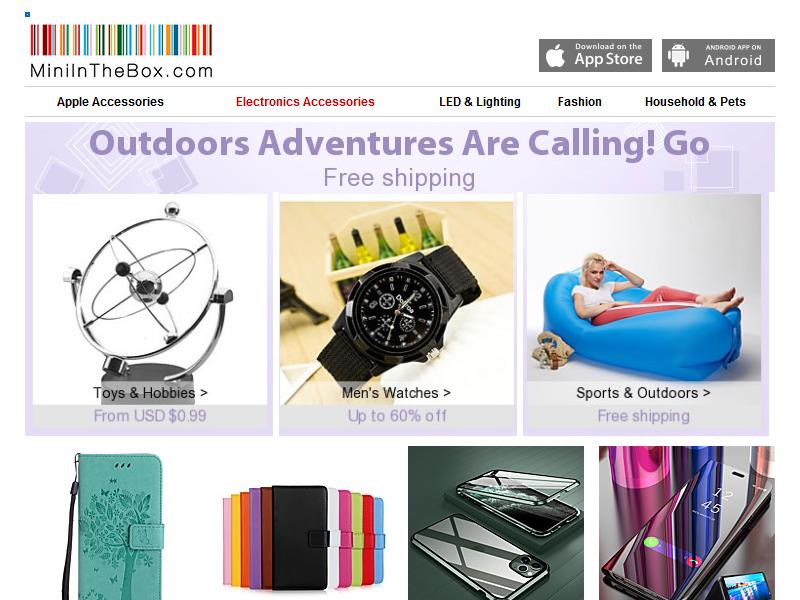 MiniInTheBox.com
Download on the
App Store
ANDROID APP ON
Android
Apple Accessories
Electronics Accessories
LED & Lighting
Fashion
Household & Pets
Outdoors Adventures Are Calling! Go
Free shipping
Toys & Hobbies >
From USD $0.99
Men's Watches >
Up to 60% off
Sports & Outdoors >
Free shipping
12
45